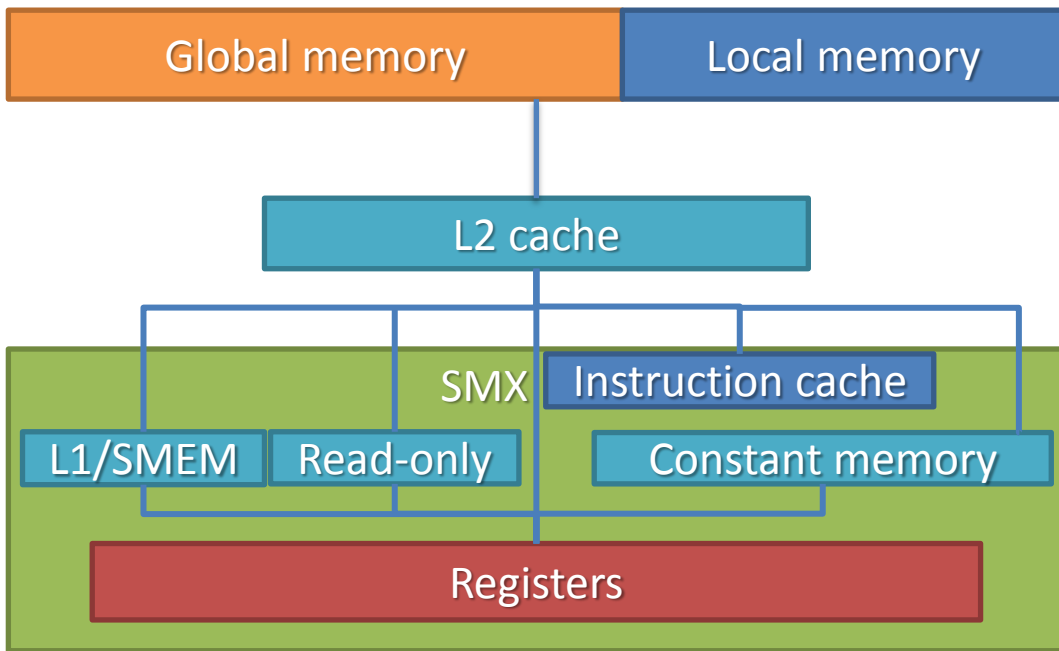 Global memory
Local memory
L2 cache
SMX
Instruction cache
L1/SMEM
Read-only
Constant memory
Registers